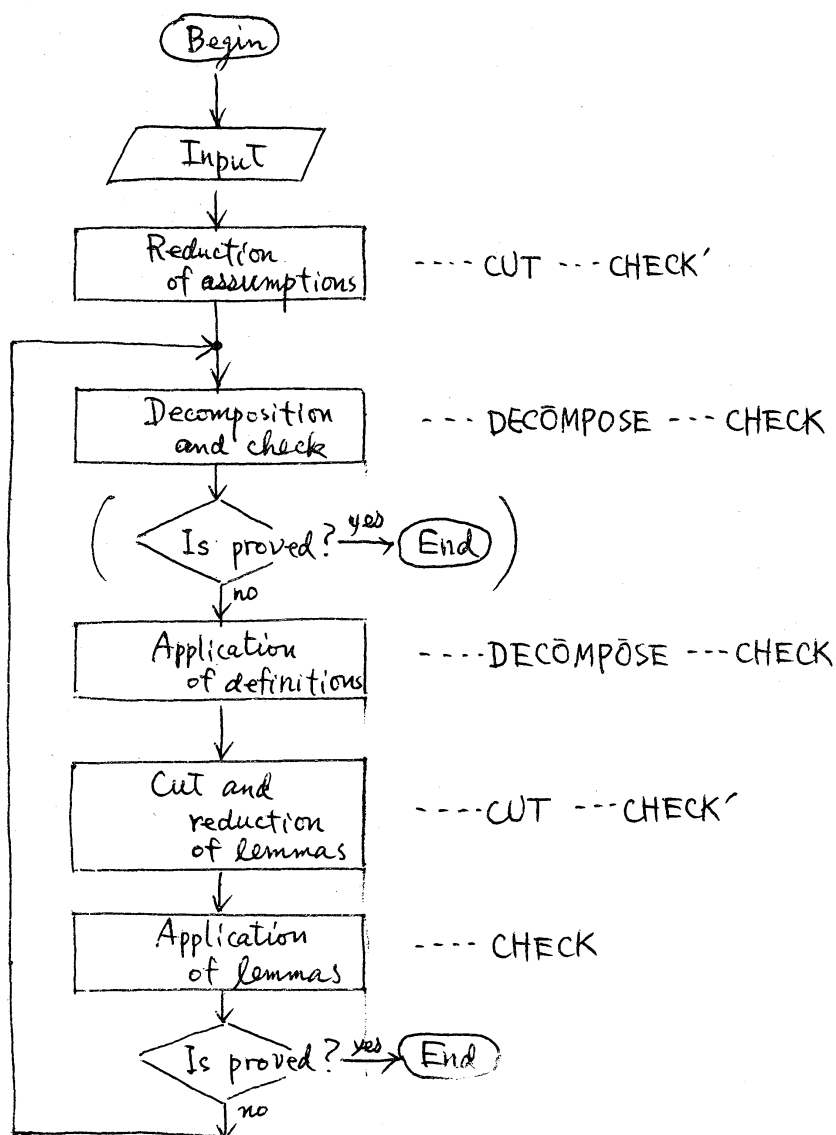 Begin
Input
Reduction
of assumptions
---- CUT --- CHECK′
Decomposition
and check
--- DECŌMPOSE --- CHECK
( Is proved? yes End )
no
Application
of definitions
---- DECŌMPŌSE --- CHECK
Cut and
reduction
of lemmas
---- CUT --- CHECK′
Application
of lemmas
---- CHECK
Is proved? yes End
no